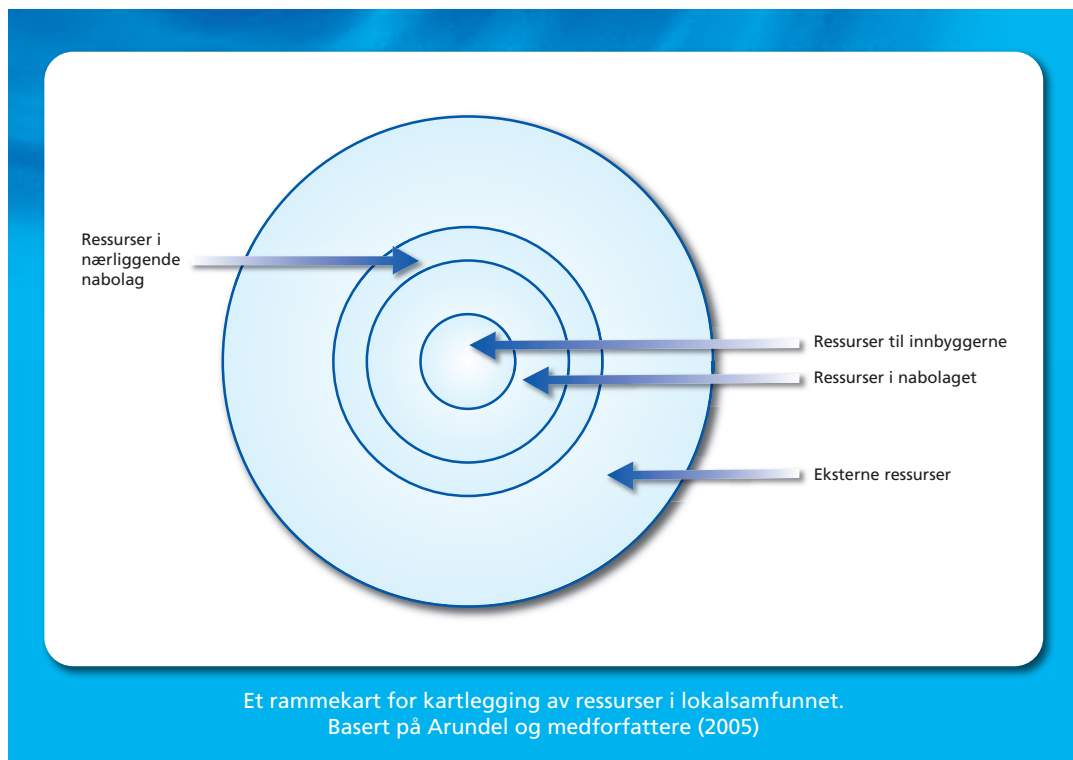 Ressurser i
nærliggende
nabolag
Ressurser til innbyggerne
Ressurser i nabolaget
Eksterne ressurser
Et rammekart for kartlegging av ressurser i lokalsamfunnet.
Basert på Arundel og medforfattere (2005)